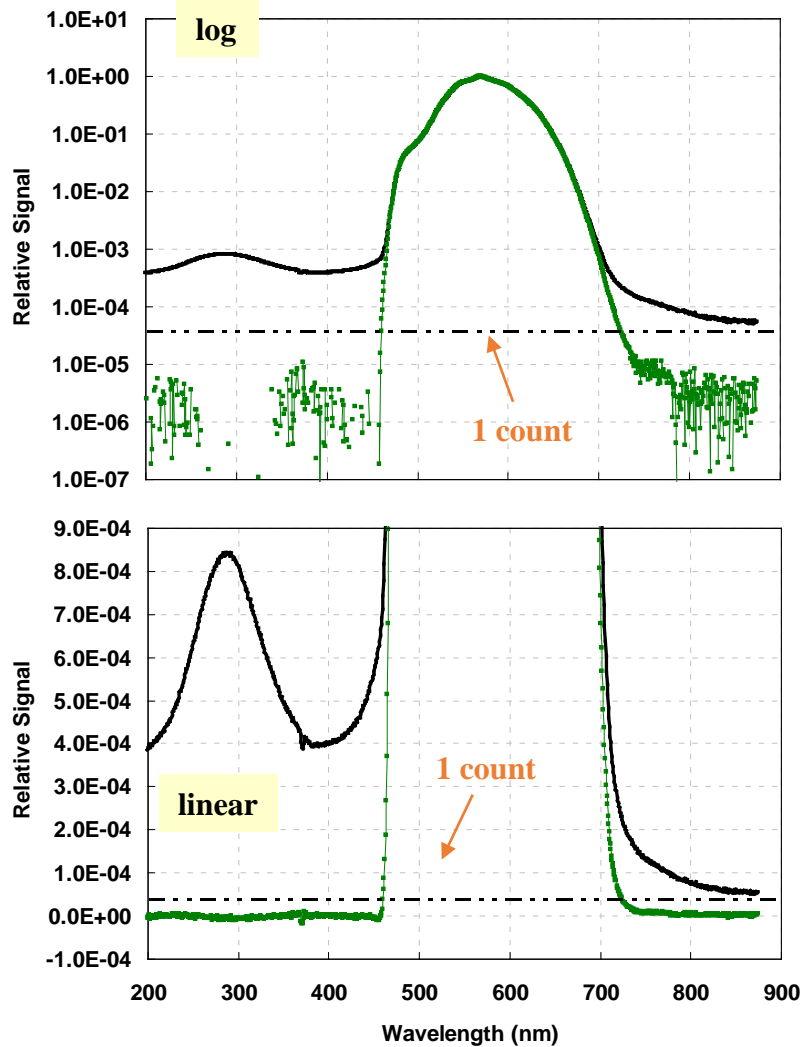 log
1.0E+01
1.0E+00
1.0E-01
1.0E-02
1.0E-03
1.0E-04
1.0E-05
1.0E-06
1.0E-07
Relative Signal
1 count
9.0E-04
8.0E-04
7.0E-04
6.0E-04
5.0E-04
4.0E-04
3.0E-04
2.0E-04
1.0E-04
0.0E+00
-1.0E-04
Relative Signal
1 count
linear
200 300 400 500 600 700 800 900
Wavelength (nm)